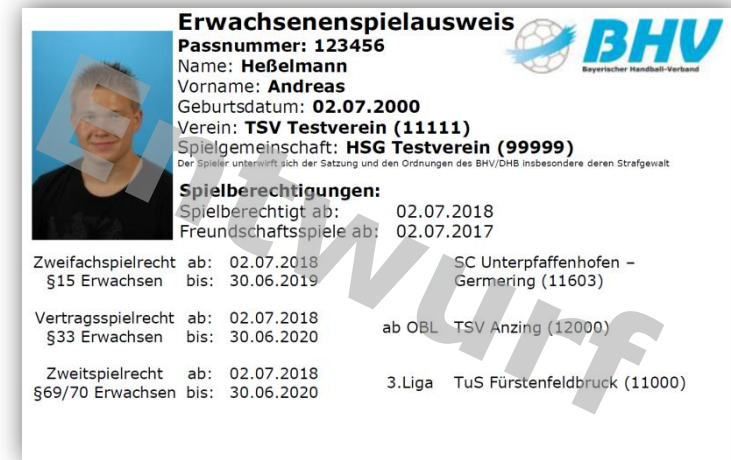 Erwachsenenspielausweis
BHV
Bayerischer Handball-Verband
Passnummer: 123456
Name: Heßelmann
Vorname: Andreas
Geburtsdatum: 02.07.2000
Verein: TSV Testverein (11111)
Spielgemeinschaft: HSG Testverein (99999)
Der Spieler unterwirft sich der Satzung und den Ordnungen des BHV/DHB insbesondere deren Strafgewalt
Spielberechtigungen:
Spielberechtigt ab: 02.07.2018
Freundschaftsspiele ab: 02.07.2017
Zweifachspielrecht ab: 02.07.2018 SC Unterpfaffenhofen –
§15 Erwachsen bis: 30.06.2019 Germering (11603)
Vertragsspielrecht ab: 02.07.2018
ab OBL TSV Anzing (12000)
§33 Erwachsen bis: 30.06.2020
Zweitspielrecht ab: 02.07.2018
3.Liga TuS Fürstenfeldbruck (11000)
§69/70 Erwachsen bis: 30.06.2020
Entwurf